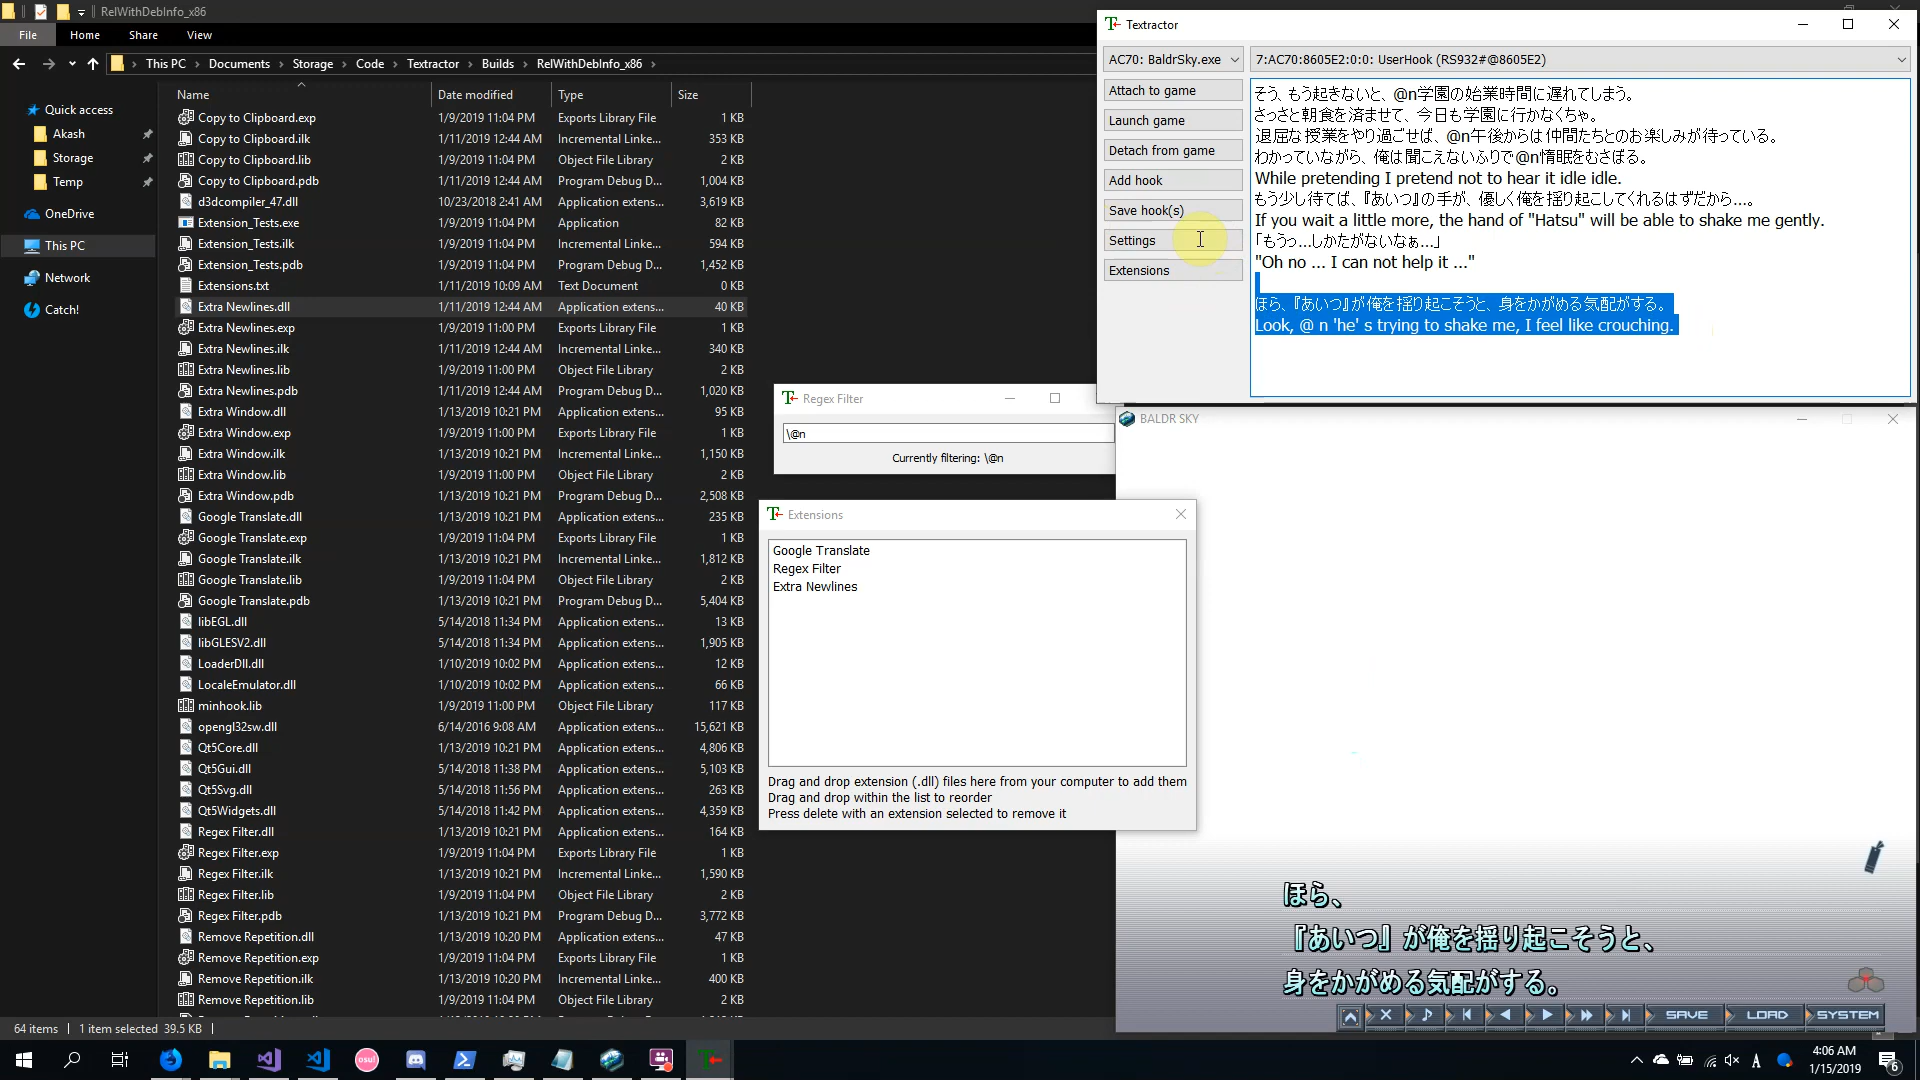 RelWithDebInfo_x86
File Home Share View
This PC Documents Storage Code Textractor Builds RelWithDebInfo_x86
Quick access
Akash
Storage
Temp
OneDrive
This PC
Network
Catch!
Name Date modified Type Size
Copy to Clipboard.exp 1/9/2019 11:04 PM Exports Library File 1 KB
Copy to Clipboard.ilk 1/11/2019 12:44 AM Incremental Linke... 353 KB
Copy to Clipboard.lib 1/9/2019 11:04 PM Object File Library 2 KB
Copy to Clipboard.pdb 1/11/2019 12:44 AM Program Debug D... 1,004 KB
d3dcompiler_47.dll 10/23/2018 2:41 AM Application extens... 3,619 KB
Extension_Tests.exe 1/9/2019 11:04 PM Application 82 KB
Extension_Tests.ilk 1/9/2019 11:04 PM Incremental Linke... 594 KB
Extension_Tests.pdb 1/9/2019 11:04 PM Program Debug D... 1,452 KB
Extensions.txt 1/11/2019 10:09 AM Text Document 0 KB
Extra Newlines.dll 1/11/2019 12:44 AM Application extens... 40 KB
Extra Newlines.exp 1/9/2019 11:00 PM Exports Library File 1 KB
Extra Newlines.ilk 1/11/2019 12:44 AM Incremental Linke... 340 KB
Extra Newlines.lib 1/9/2019 11:00 PM Object File Library 2 KB
Extra Newlines.pdb 1/11/2019 12:44 AM Program Debug D... 1,020 KB
Extra Window.dll 1/13/2019 10:21 PM Application extens... 95 KB
Extra Window.exp 1/9/2019 11:00 PM Exports Library File 1 KB
Extra Window.ilk 1/13/2019 10:21 PM Incremental Linke... 1,150 KB
Extra Window.lib 1/9/2019 11:00 PM Object File Library 2 KB
Extra Window.pdb 1/13/2019 10:21 PM Program Debug D... 2,508 KB
Google Translate.dll 1/13/2019 10:21 PM Application extens... 235 KB
Google Translate.exp 1/9/2019 11:04 PM Exports Library File 1 KB
Google Translate.ilk 1/13/2019 10:21 PM Incremental Linke... 1,812 KB
Google Translate.lib 1/9/2019 11:04 PM Object File Library 2 KB
Google Translate.pdb 1/13/2019 10:21 PM Program Debug D... 5,404 KB
libEGL.dll 5/14/2018 11:34 PM Application extens... 13 KB
libGLESV2.dll 5/14/2018 11:34 PM Application extens... 1,905 KB
LoaderDll.dll 1/10/2019 10:02 PM Application extens... 12 KB
LocaleEmulator.dll 1/10/2019 10:02 PM Application extens... 66 KB
minhook.lib 1/9/2019 11:00 PM Object File Library 117 KB
opengl32sw.dll 6/14/2016 9:08 AM Application extens... 15,621 KB
Qt5Core.dll 1/13/2019 10:21 PM Application extens... 4,806 KB
Qt5Gui.dll 5/14/2018 11:38 PM Application extens... 5,103 KB
Qt5Svg.dll 5/14/2018 11:56 PM Application extens... 263 KB
Qt5Widgets.dll 5/14/2018 11:42 PM Application extens... 4,359 KB
Regex Filter.dll 1/13/2019 10:21 PM Application extens... 164 KB
Regex Filter.exp 1/9/2019 11:04 PM Exports Library File 1 KB
Regex Filter.ilk 1/13/2019 10:21 PM Incremental Linke... 1,590 KB
Regex Filter.lib 1/9/2019 11:04 PM Object File Library 2 KB
Regex Filter.pdb 1/13/2019 10:21 PM Program Debug D... 3,772 KB
Remove Repetition.dll 1/13/2019 10:20 PM Application extens... 47 KB
Remove Repetition.exp 1/9/2019 11:04 PM Exports Library File 1 KB
Remove Repetition.ilk 1/13/2019 10:20 PM Incremental Linke... 400 KB
Remove Repetition.lib 1/9/2019 11:04 PM Object File Library 2 KB
64 items 1 item selected 39.5 KB
Textractor
AC70: BaldrSky.exe 7:AC70:8605E2:0:0: UserHook (RS932#@8605E2)
Attach to game
Launch game
Detach from game
Add hook
Save hook(s)
Settings
Extensions
そう、もう起きないと、@n学園の始業時間に遅れてしまう。
さっさと朝食を済ませて、今日も学園に行かなくちゃ。
退屈な授業をやり過ごせば、@n午後からは仲間たちとのお楽しみが待っている。
わかっていながら、俺は聞こえないふりで@n惰眠をむさぼる。
While pretending I pretend not to hear it idle idle.
もう少し待てば、『あいつ』の手が、優しく俺を揺り起こしてくれるはずだから…。
If you wait a little more, the hand of "Hatsu" will be able to shake me gently.
「もうっ…しかたがないなぁ…」
"Oh no ... I can not help it ..."
ほら、『あいつ』が俺を揺り起こそうと、身をかがめる気配がする。
Look, @ n 'he' s trying to shake me, I feel like crouching.
Regex Filter
\@n
Currently filtering: \@n
Extensions
Google Translate
Regex Filter
Extra Newlines
Drag and drop extension (.dll) files here from your computer to add them
Drag and drop within the list to reorder
Press delete with an extension selected to remove it
BALDR SKY
ほら、
『あいつ』が俺を揺り起こそうと、
身をかがめる気配がする。
SAVE LOAD SYSTEM
osu!
A
4:06 AM
1/15/2019
6